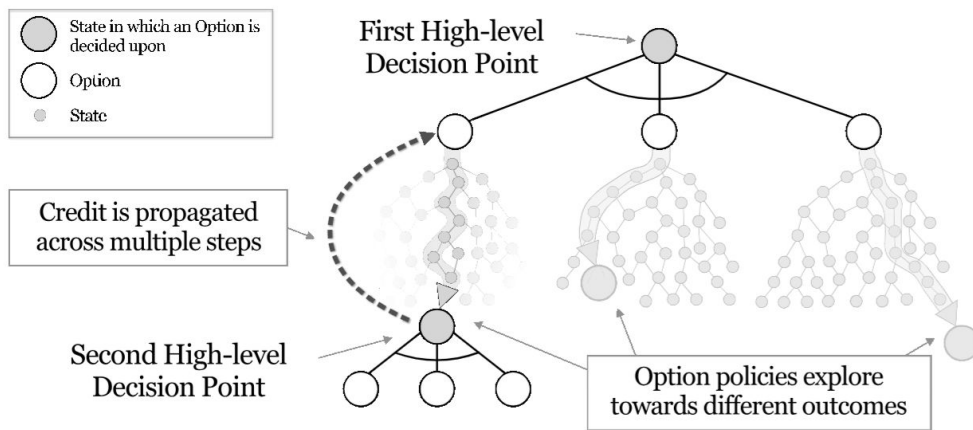 State in which an Option is
decided upon
Option
State
First High-level
Decision Point
Credit is propagated
across multiple steps
Second High-level
Decision Point
Option policies explore
towards different outcomes